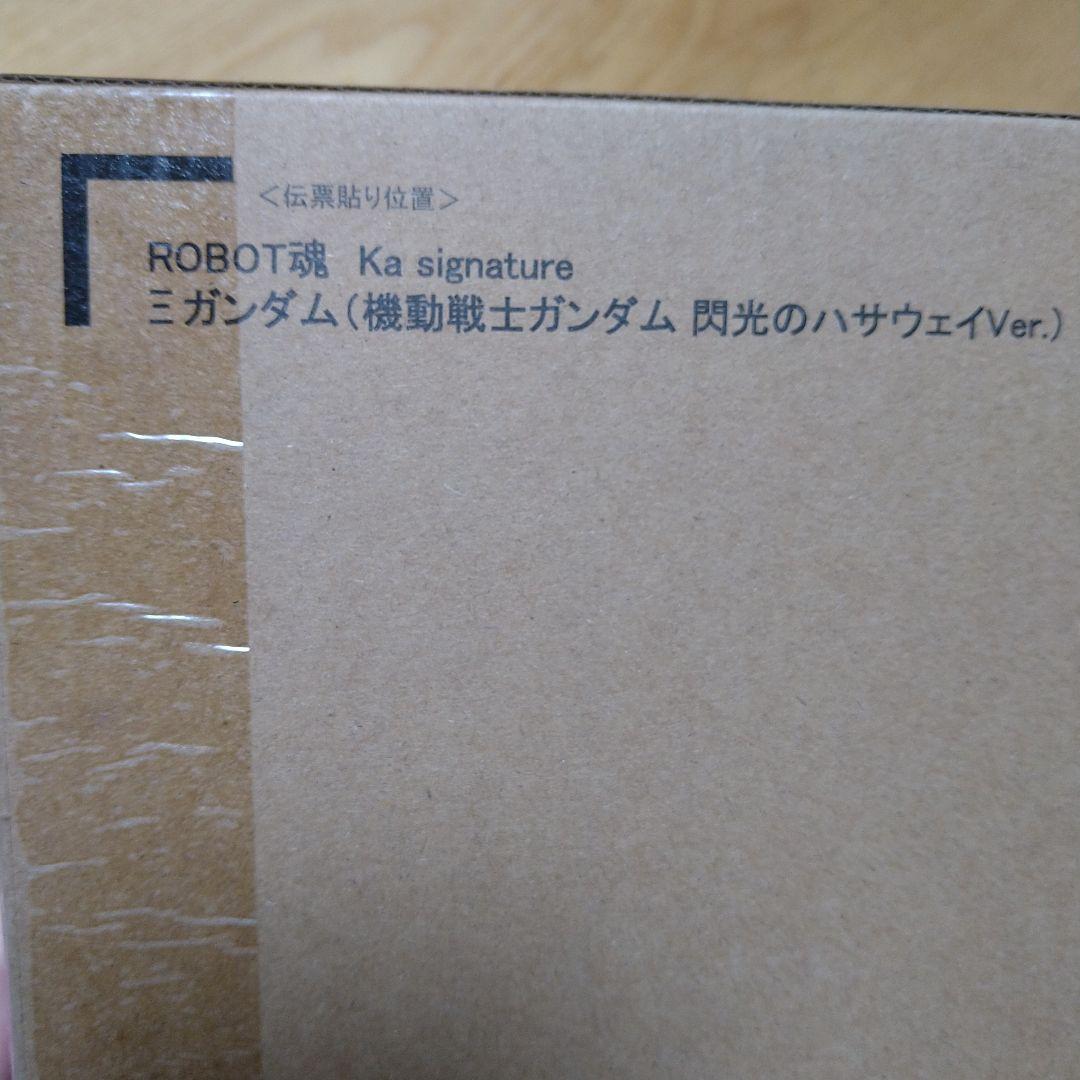 <伝票貼り位置>
ROBOT魂 Ka signature
Ξガンダム(機動戦士ガンダム 閃光のハサウェイVer.)